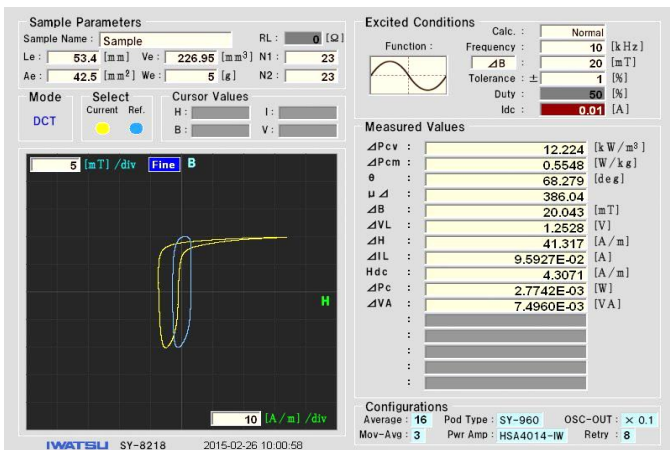 Sample Parameters
Sample Name : Sample RL : 0 [Ω]
Le : 53.4 [mm] Ve : 226.95 [mm³] N1 : 23
Ae : 42.5 [mm²] We : 5 [g] N2 : 23
Mode
DCT
Select
Current Ref.
Cursor Values
H : I :
B : V :
5 [mT] /div Fine B
H
10 [A/m] /div
IWATSU SY-8218 2015-02-26 10:00:58
Excited Conditions
Function :
Calc. : Normal
Frequency : 10 [kHz]
⊿B : 20 [mT]
Tolerance : ± 1 [%]
Duty : 50 [%]
Idc : 0.01 [A]
Measured Values
⊿Pcv : 12.224 [kW/m³]
⊿Pcm : 0.5548 [W/kg]
θ : 68.279 [deg]
μ⊿ : 386.04
⊿B : 20.043 [mT]
⊿VL : 1.2528 [V]
⊿H : 41.317 [A/m]
⊿IL : 9.5927E-02 [A]
Hdc : 4.3071 [A/m]
⊿Pc : 2.7742E-03 [W]
⊿VA : 7.4960E-03 [VA]
:
:
:
:
:
Configurations
Average : 16 Pod Type : SY-960 OSC-OUT : × 0.1
Mov-Avg : 3 Pwr Amp : HSA4014-IW Retry : 8